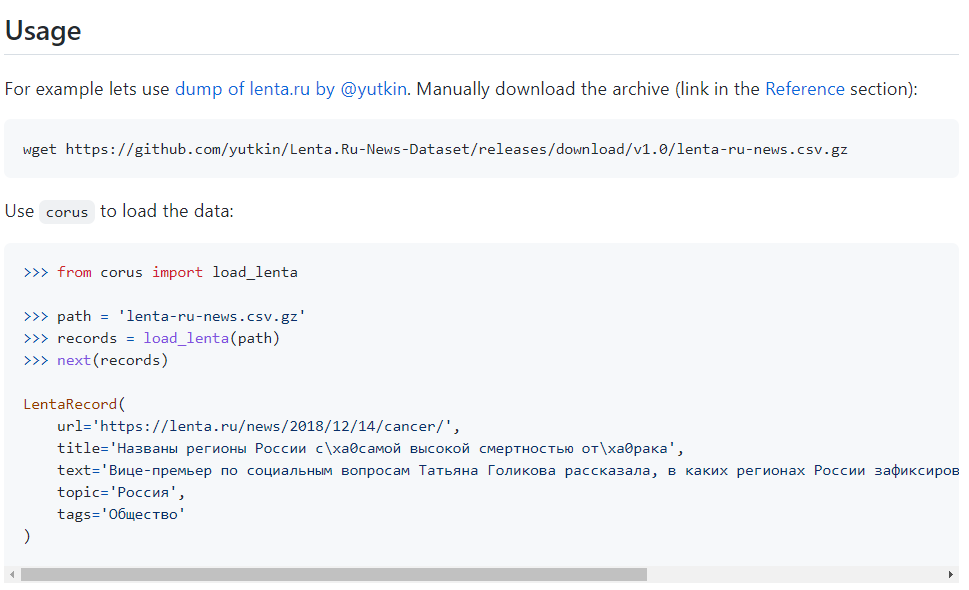 Usage
For example lets use dump of lenta.ru by @yutkin. Manually download the archive (link in the Reference section):
wget https://github.com/yutkin/Lenta.Ru-News-Dataset/releases/download/v1.0/lenta-ru-news.csv.gz
Use corus to load the data:
>>> from corus import load_lenta
>>> path = 'lenta-ru-news.csv.gz'
>>> records = load_lenta(path)
>>> next(records)
LentaRecord(
    url='https://lenta.ru/news/2018/12/14/cancer/',
    title='Названы регионы России с\xa0самой высокой смертностью от\xa0рака',
    text='Вице-премьер по социальным вопросам Татьяна Голикова рассказала, в каких регионах России зафиксиров
    topic='Россия',
    tags='Общество'
)